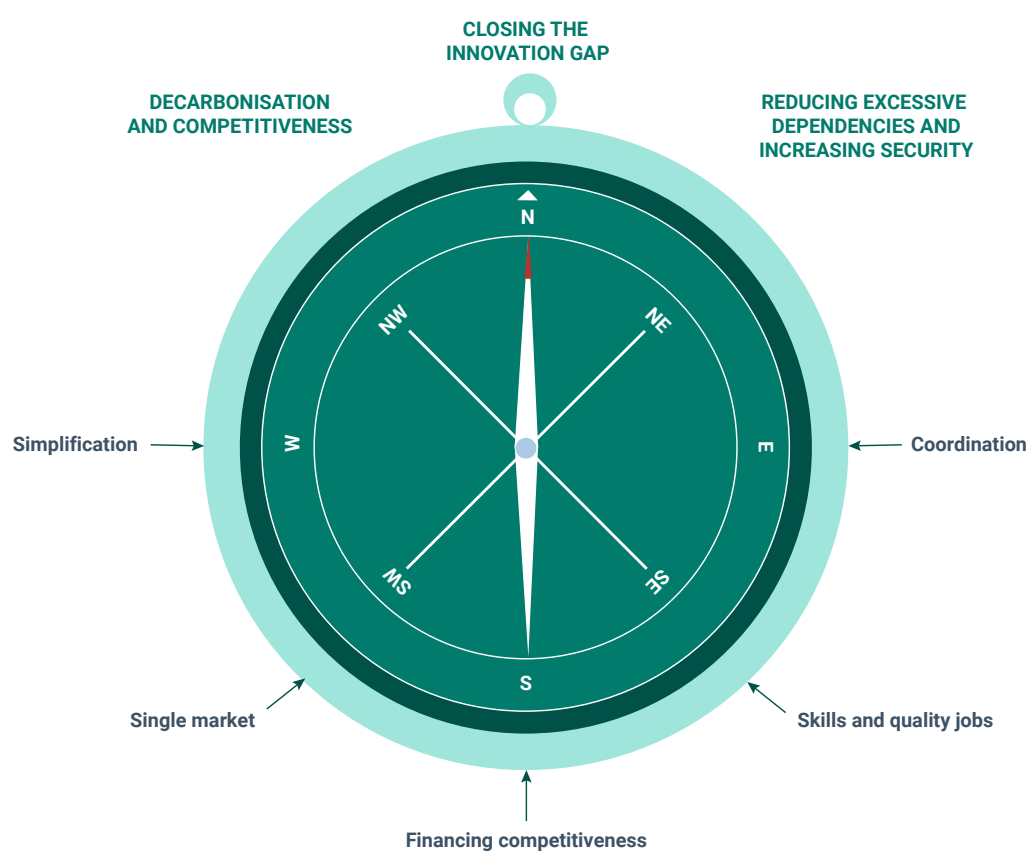 CLOSING THE
INNOVATION GAP
DECARBONISATION
AND COMPETITIVENESS
REDUCING EXCESSIVE
DEPENDENCIES AND
INCREASING SECURITY
N
NW
NE
Simplification
W
E
Coordination
SW
SE
S
Single market
Skills and quality jobs
Financing competitiveness